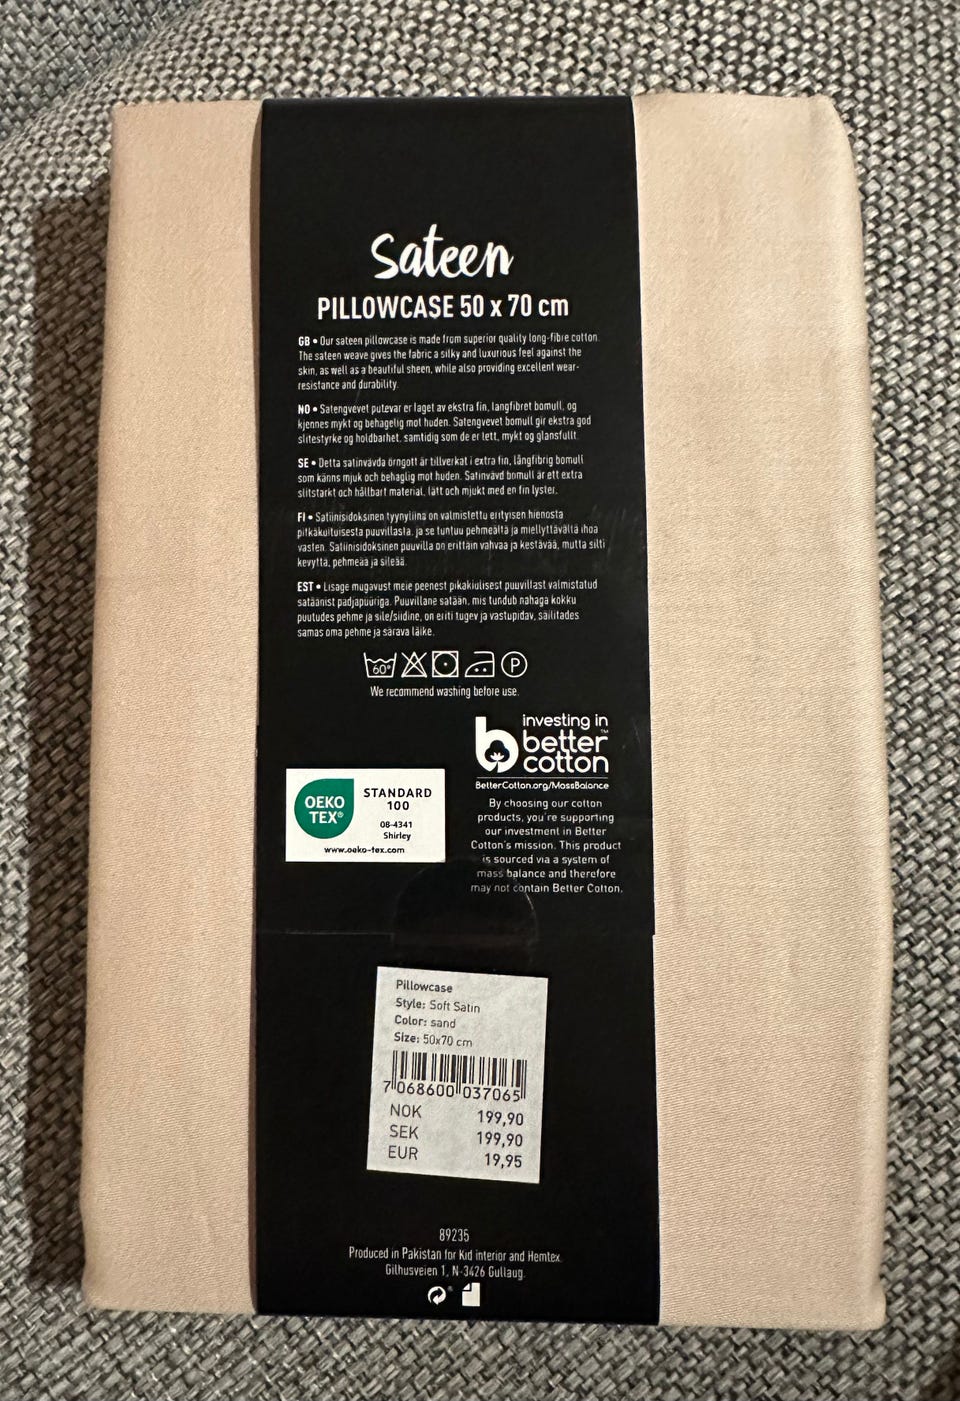 Sateen
PILLOWCASE 50 x 70 cm
GB • Our sateen pillowcase is made from superior quality long-fibre cotton.
The sateen weave gives the fabric a silky and luxurious feel against the
skin, as well as a beautiful sheen, while also providing excellent wear-
resistance and durability.
NO • Satengvevet putevar er laget av ekstra fin, langfibret bomull, og
kjennes mykt og behagelig mot huden. Satengvevet bomull gir ekstra god
slitestyrke og holdbarhet, samtidig som de er lett, mykt og glansfullt.
SE • Detta satinvävda örngott är tillverkat i extra fin, långfibrig bomull
som känns mjuk och behaglig mot huden. Satinvävd bomull är ett extra
slitstarkt och hållbart material, lätt och mjukt med en fin lyster.
FI • Satiinisidoksinen tyynyliina on valmistettu erityisen hienosta
pitkäkuituisesta puuvillasta, ja se tuntuu pehmeältä ja miellyttävältä ihoa
vasten. Satiinisidoksinen puuvilla on erittäin vahvaa ja kestävää, mutta silti
kevyttä, pehmeää ja sileää.
EST • Lisage mugavust meie peenest pikakiulisest puuvillast valmistatud
satäänist padjapüüriga. Puuvillane satään, mis tundub nahaga kokku
puutudes pehme ja sile/siidine, on eriti tugev ja vastupidav, säilitades
samas oma pehme ja särava läike.
60° P
We recommend washing before use.
investing in
better™
cotton
BetterCotton.org/MassBalance
By choosing our cotton
products, you're supporting
our investment in Better
Cotton's mission. This product
is sourced via a system of
mass balance and therefore
may not contain Better Cotton.
OEKO
TEX®
STANDARD
100
08-4341
Shirley
www.oeko-tex.com
Pillowcase
Style: Soft Satin
Color: sand
Size: 50x70 cm
7 068600 037065
NOK 199,90
SEK 199,90
EUR 19,95
89235
Produced in Pakistan for Kid interior and Hemtex.
Gilhusveien 1, N-3426 Gullaug.